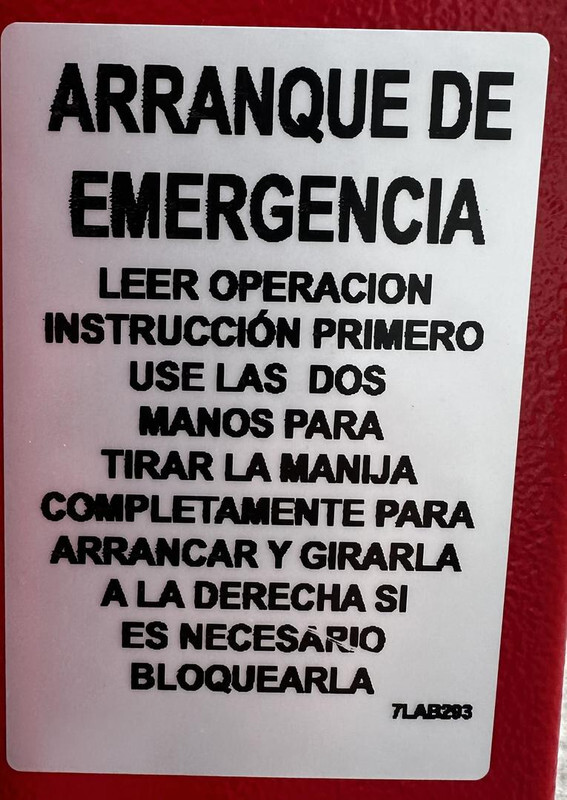 ARRANQUE DE
EMERGENCIA
LEER OPERACION
INSTRUCCIÓN PRIMERO
USE LAS DOS
MANOS PARA
TIRAR LA MANIJA
COMPLETAMENTE PARA
ARRANCAR Y GIRARLA
A LA DERECHA SI
ES NECESARIO
BLOQUEARLA
7LAB293